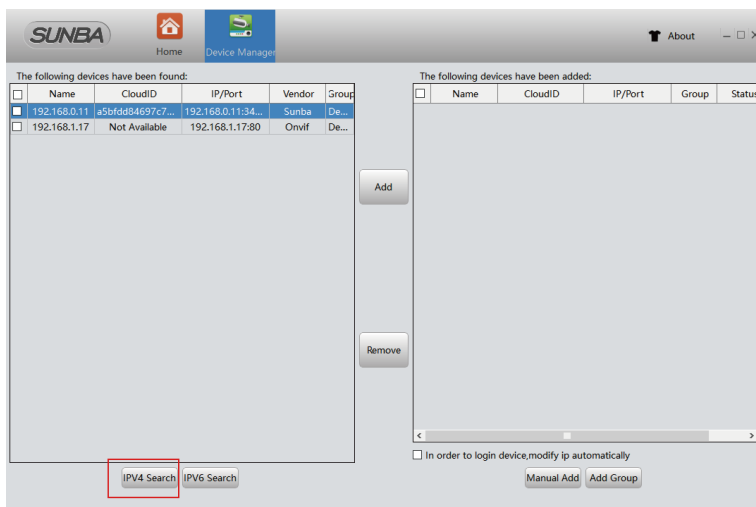 SUNBA
Home
Device Manager
About
The following devices have been found:
Name CloudID IP/Port Vendor Group
192.168.0.11 a5bfdd84697c7... 192.168.0.11:34... Sunba De...
192.168.1.17 Not Available 192.168.1.17:80 Onvif De...
IPV4 Search IPV6 Search
Add
Remove
The following devices have been added:
Name CloudID IP/Port Group Status
In order to login device,modify ip automatically
Manual Add Add Group